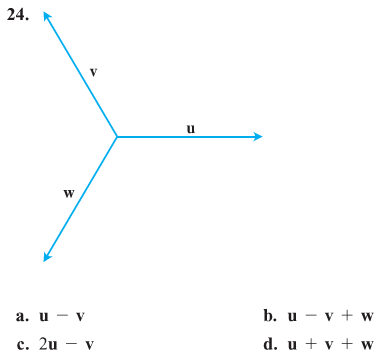 24.
v
u
w
a. u − v
b. u − v + w
c. 2u − v
d. u + v + w